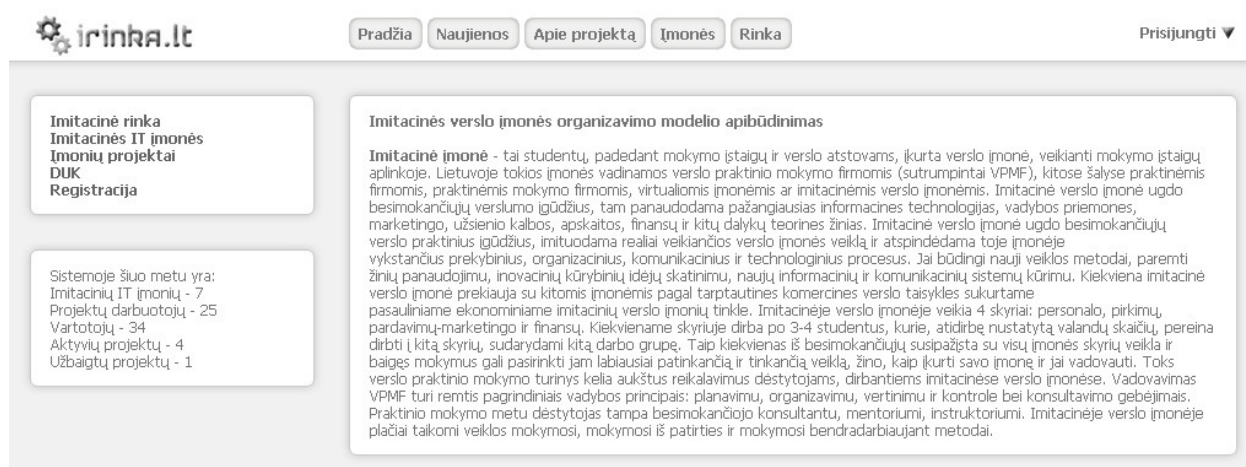 irinka.lt
Pradžia Naujienos Apie projektą Įmonės Rinka
Prisijungti
Imitacinė rinka
Imitacinės IT įmonės
Įmonių projektai
DUK
Registracija
Sistemoje šiuo metu yra:
Imitacinių IT įmonių - 7
Projektų darbuotojų - 25
Vartotojų - 34
Aktyvių projektų - 4
Užbaigtų projektų - 1
Imitacinės verslo įmonės organizavimo modelio apibūdinimas
Imitacinė įmonė - tai studentų, padedant mokymo įstaigų ir verslo atstovams, įkurta verslo įmonė, veikianti mokymo įstaigų
aplinkoje. Lietuvoje tokios įmonės vadinamos verslo praktinio mokymo firmomis (sutrumpintai VPMF), kitose šalyse praktinėmis
firmomis, praktinėmis mokymo firmomis, virtualiomis įmonėmis ar imitacinėmis verslo įmonėmis. Imitacinė verslo įmonė ugdo
besimokančiųjų verslumo įgūdžius, tam panaudodama pažangiausias informacines technologijas, vadybos priemones,
marketingo, užsienio kalbos, apskaitos, finansų ir kitų dalykų teorines žinias. Imitacinė verslo įmonė ugdo besimokančiųjų
verslo praktinius įgūdžius, imituodama realiai veikiančios verslo įmonės veiklą ir atspindėdama toje įmonėje
vykstančius prekybinius, organizacinius, komunikacinius ir technologinius procesus. Jai būdingi nauji veiklos metodai, paremti
žinių panaudojimu, inovacinių kūrybinių idėjų skatinimu, naujų informacinių ir komunikacinių sistemų kūrimu. Kiekviena imitacinė
verslo įmonė prekiauja su kitomis įmonėmis pagal tarptautines komercines verslo taisykles sukurtame
pasauliniame ekonominiame imitacinių verslo įmonių tinkle. Imitacinėje verslo įmonėje veikia 4 skyriai: personalo, pirkimų,
pardavimų-marketingo ir finansų. Kiekviename skyriuje dirba po 3-4 studentus, kurie, atidirbę nustatytą valandų skaičių, pereina
dirbti į kitą skyrių, sudarydami kitą darbo grupę. Taip kiekvienas iš besimokančiųjų susipažįsta su visų įmonės skyrių veikla ir
baigęs mokymus gali pasirinkti jam labiausiai patinkančią ir tinkančią veiklą, žino, kaip įkurti savo įmonę ir jai vadovauti. Toks
verslo praktinio mokymo turinys kelia aukštus reikalavimus dėstytojams, dirbantiems imitacinėse verslo įmonėse. Vadovavimas
VPMF turi remtis pagrindiniais vadybos principais: planavimu, organizavimu, vertinimu ir kontrole bei konsultavimo gebėjimais.
Praktinio mokymo metu dėstytojas tampa besimokančiojo konsultantu, mentoriumi, instruktoriumi. Imitacinėje verslo įmonėje
plačiai taikomi veiklos mokymosi, mokymosi iš patirties ir mokymosi bendradarbiaujant metodai.